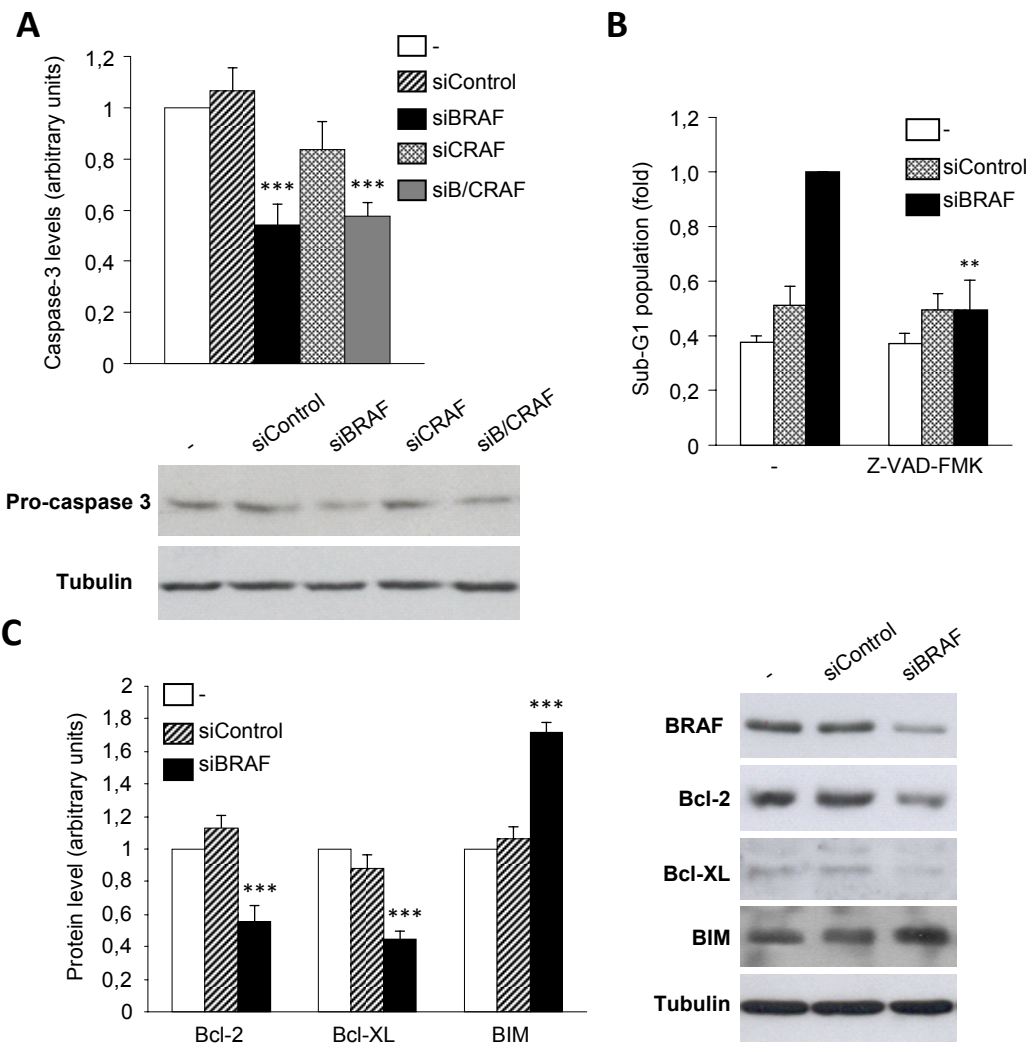 A
Caspase-3 levels (arbitrary units)
1,2
1
0,8
0,6
0,4
0,2
0
***
***
-
siControl
siBRAF
siCRAF
siB/CRAF
- siControl siBRAF siCRAF siB/CRAF
Pro-caspase 3
Tubulin
B
Sub-G1 population (fold)
1,2
1,0
0,8
0,6
0,4
0,2
0
-
siControl
siBRAF
**
- Z-VAD-FMK
C
Protein level (arbitrary units)
2
1,8
1,6
1,4
1,2
1
0,8
0,6
0,4
0,2
0
-
siControl
siBRAF
***
***
***
Bcl-2 Bcl-XL BIM
- siControl siBRAF
BRAF
Bcl-2
Bcl-XL
BIM
Tubulin